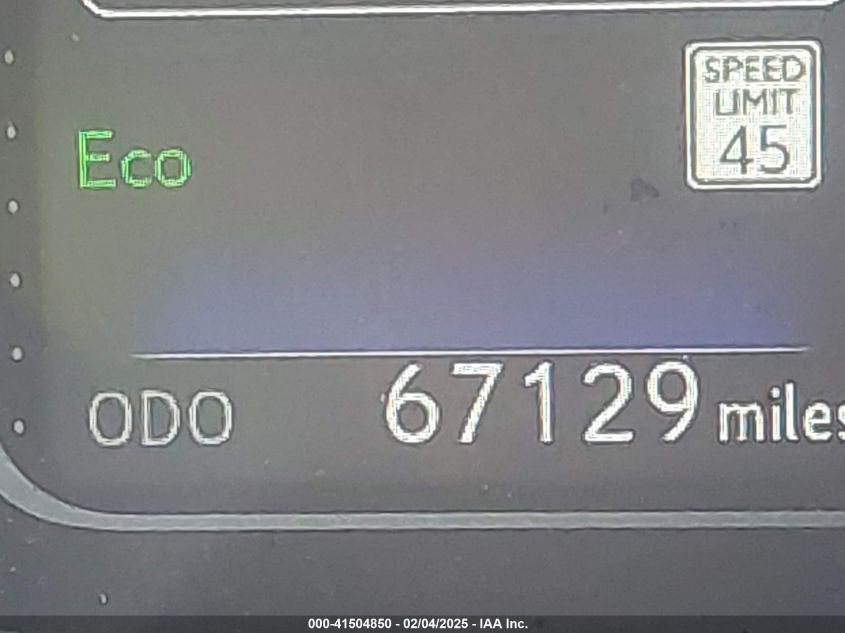 SPEED
LIMIT
45
Eco
ODO 67129 miles
000-41504850 - 02/04/2025 - IAA Inc.